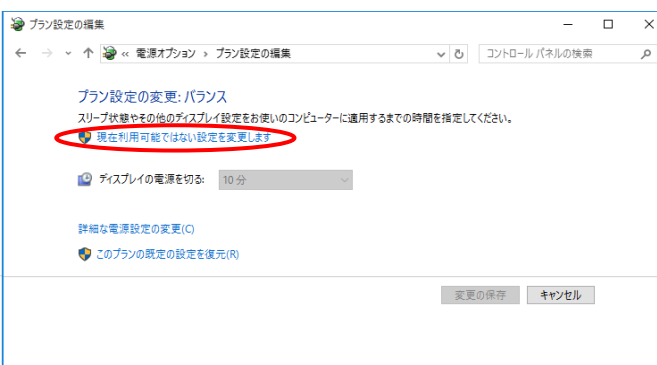 プラン設定の編集
« 電源オプション › プラン設定の編集
コントロール パネルの検索
プラン設定の変更: バランス
スリープ状態やその他のディスプレイ設定をお使いのコンピューターに適用するまでの時間を指定してください。
現在利用可能ではない設定を変更します
ディスプレイの電源を切る: 10 分
詳細な電源設定の変更(C)
このプランの既定の設定を復元(R)
変更の保存 キャンセル